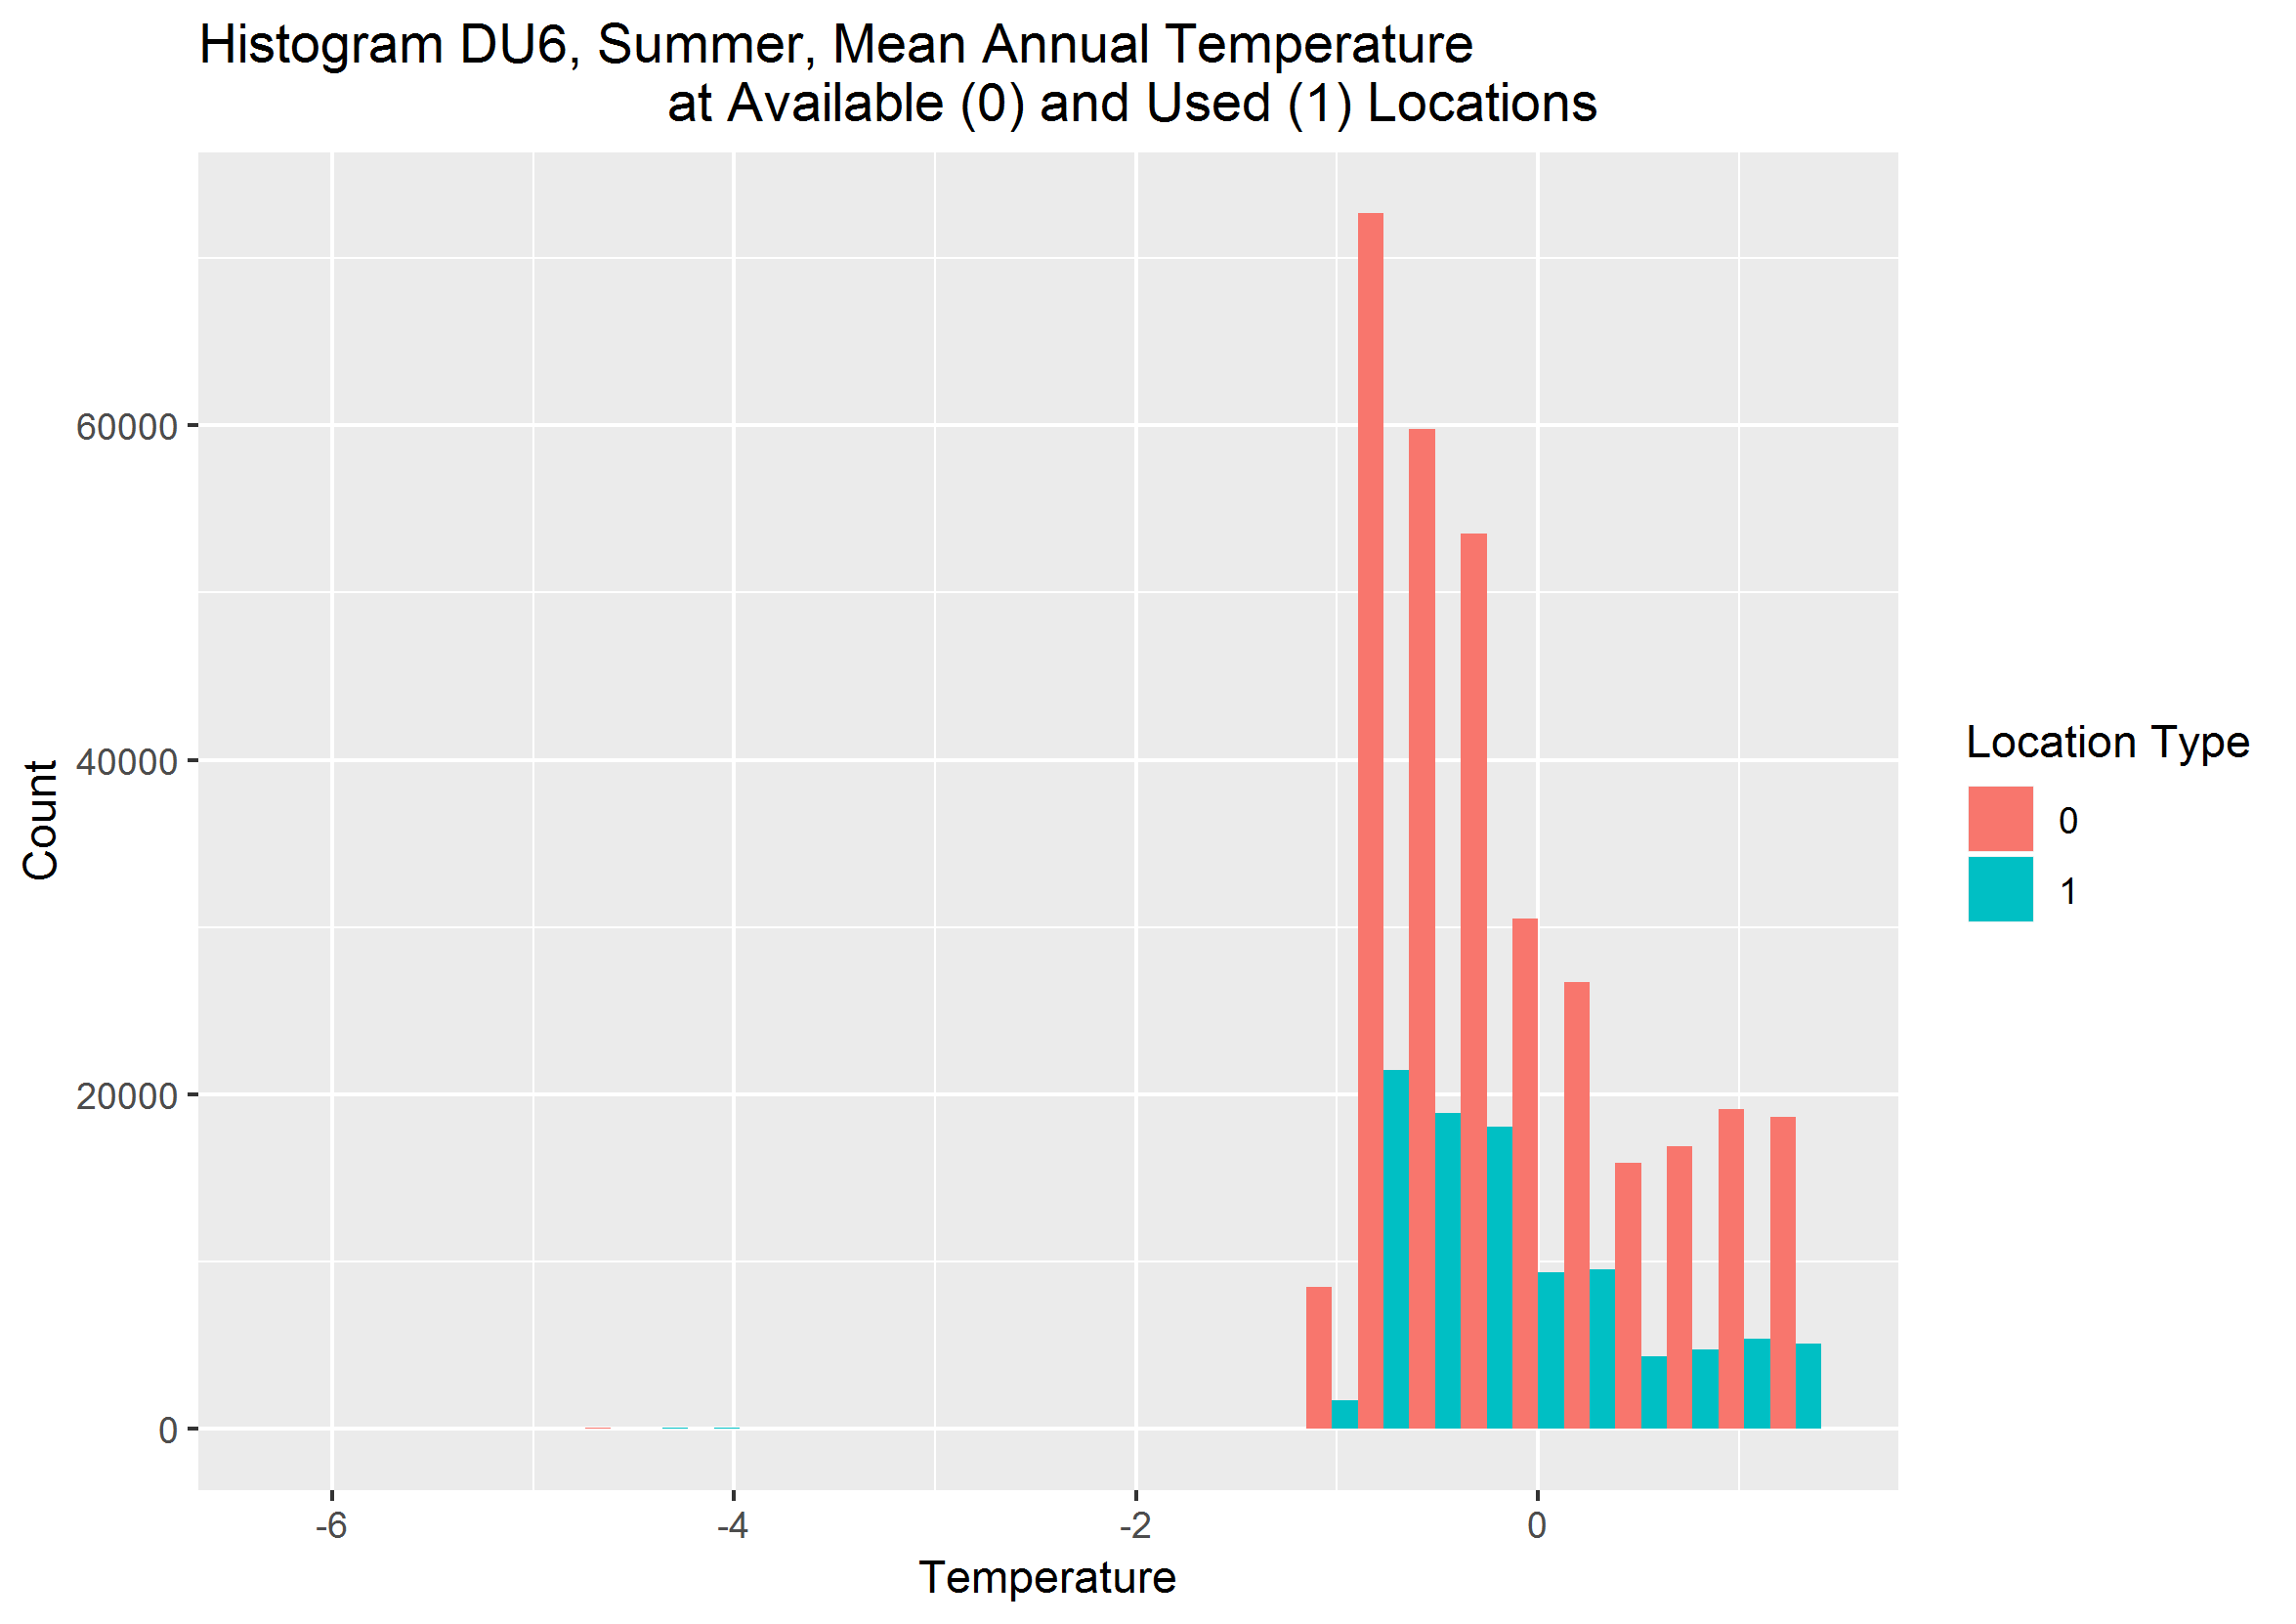 Histogram DU6, Summer, Mean Annual Temperature
at Available (0) and Used (1) Locations
60000
40000
20000
0
Count
-6
-4
-2
0
Temperature
Location Type
0
1